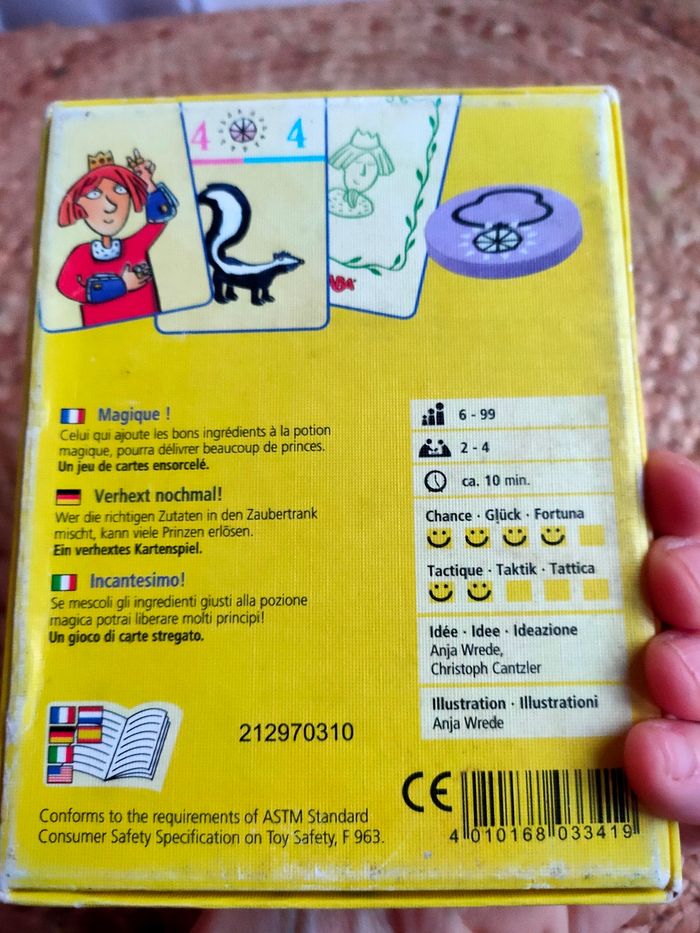 4 4
ABA
Magique !
Celui qui ajoute les bons ingrédients à la potion
magique, pourra délivrer beaucoup de princes.
Un jeu de cartes ensorcelé.
Verhext nochmal!
Wer die richtigen Zutaten in den Zaubertrank
mischt, kann viele Prinzen erlösen.
Ein verhextes Kartenspiel.
Incantesimo!
Se mescoli gli ingredienti giusti alla pozione
magica potrai liberare molti principi!
Un gioco di carte stregato.
6 - 99
2 - 4
ca. 10 min.
Chance · Glück · Fortuna
Tactique · Taktik · Tattica
Idée · Idee · Ideazione
Anja Wrede,
Christoph Cantzler
Illustration · Illustrationi
Anja Wrede
212970310
Conforms to the requirements of ASTM Standard
Consumer Safety Specification on Toy Safety, F 963.
CE
4 010168 033419